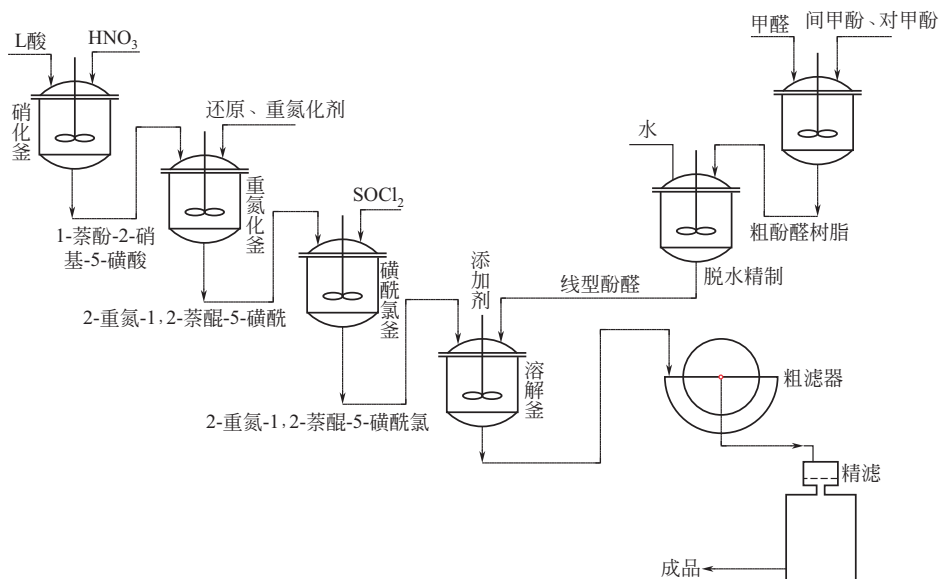 L酸
HNO₃
硝化釜
1-萘酚-2-硝
基-5-磺酸
还原、重氮化剂
重氮化釜
2-重氮-1,2-萘醌-5-磺酰
SOCl₂
磺酰氯釜
2-重氮-1,2-萘醌-5-磺酰氯
添加剂
溶解釜
甲醛
间甲酚、对甲酚
粗酚醛树脂
水
脱水精制
线型酚醛
粗滤器
精滤
成品